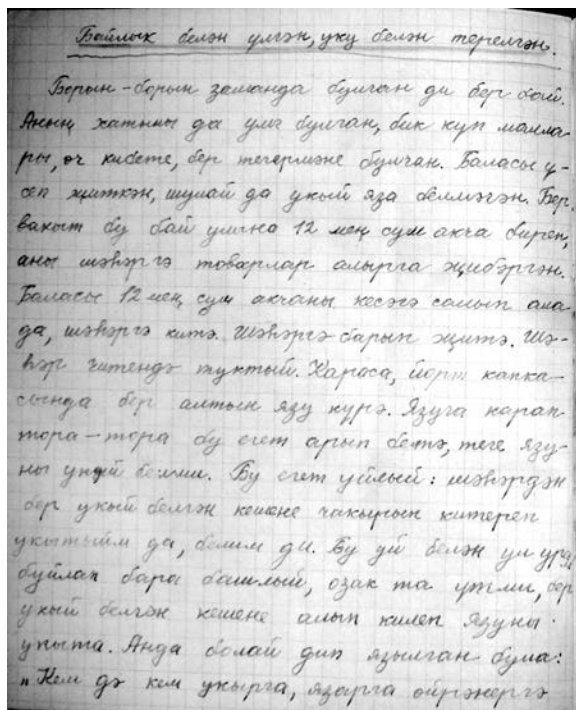 Байлык белән үлгән, уку белән терелгән.
Борын-борын заманда булган ди бер бай.
Аның хатыны да улы булган, бик күп малла-
ры, өч кибете, бер тегермәне булган. Баласы ү-
сеп җиткән, шулай да укый яза белмәгән. Бер-
вакыт бу бай улына 12 мең сум акча биреп,
аны шәһәргә товарлар алырга җибәргән.
Баласы 12 мең сум акчаны кесәсә салып ала
да, шәһәргә китә. Шәһәргә барып җитә. Шә-
һәр читендә туктый. Караса, йорт капка-
сында бер алтын язу күрә. Язуга карап
тора-тора бу егет арып бетә, теге язу-
ны укый белми. Бу егет уйлый: шәһәрдән
бер укый белгән кешене чакырып китереп
укытыйм да, белим ди. Бу уй белән ул урам
буйлап бара башлый, озак та үтми, бер
укый белгән кешене алып килеп язуны
укыта. Анда болай дип язылган була:
"Кем дә кем укырга, язарга өйрәнергә